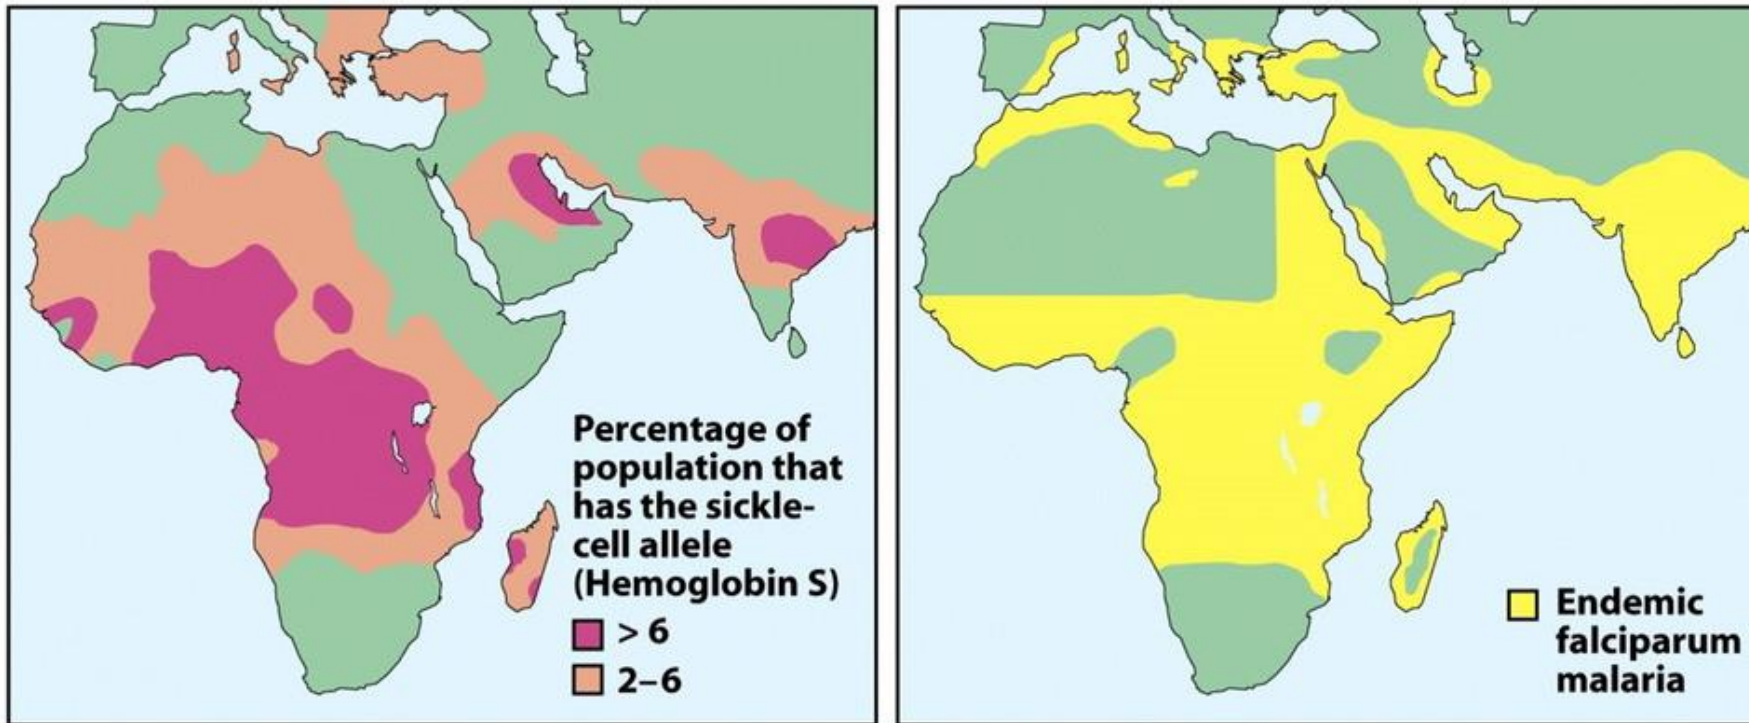 Percentage of
population that
has the sickle-
cell allele
(Hemoglobin S)
> 6
2–6
Endemic
falciparum
malaria